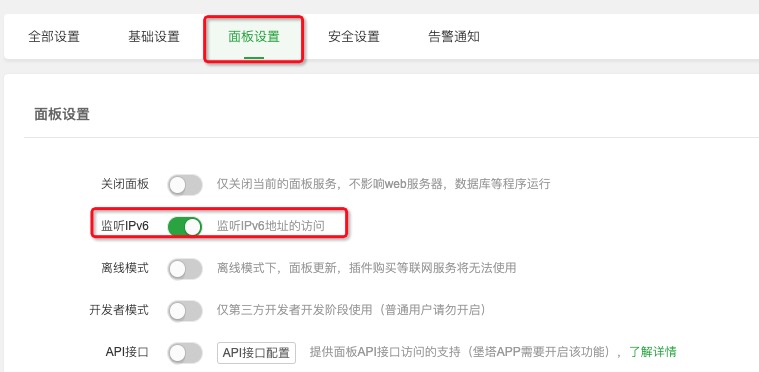 全部设置 基础设置 面板设置 安全设置 告警通知
面板设置
关闭面板 仅关闭当前的面板服务，不影响web服务器，数据库等程序运行
监听IPv6 监听IPv6地址的访问
离线模式 离线模式下，面板更新，插件购买等联网服务将无法使用
开发者模式 仅第三方开发者开发阶段使用（普通用户请勿开启）
API接口 API接口配置 提供面板API接口访问的支持（堡塔APP需要开启该功能），了解详情